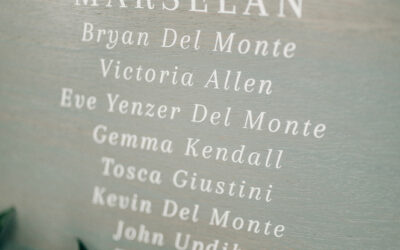 MARSELAN
Bryan Del Monte
Victoria Allen
Eve Yenzer Del Monte
Gemma Kendall
Tosca Giustini
Kevin Del Monte
John